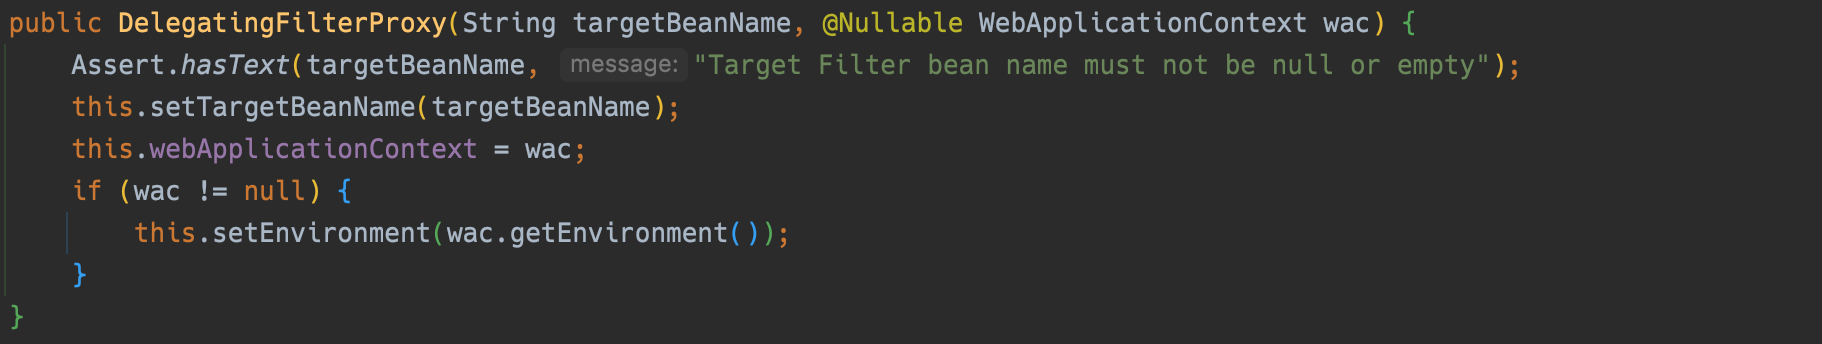 public DelegatingFilterProxy(String targetBeanName, @Nullable WebApplicationContext wac) {
    Assert.hasText(targetBeanName, message: "Target Filter bean name must not be null or empty");
    this.setTargetBeanName(targetBeanName);
    this.webApplicationContext = wac;
    if (wac != null) {
        this.setEnvironment(wac.getEnvironment());
    }
}